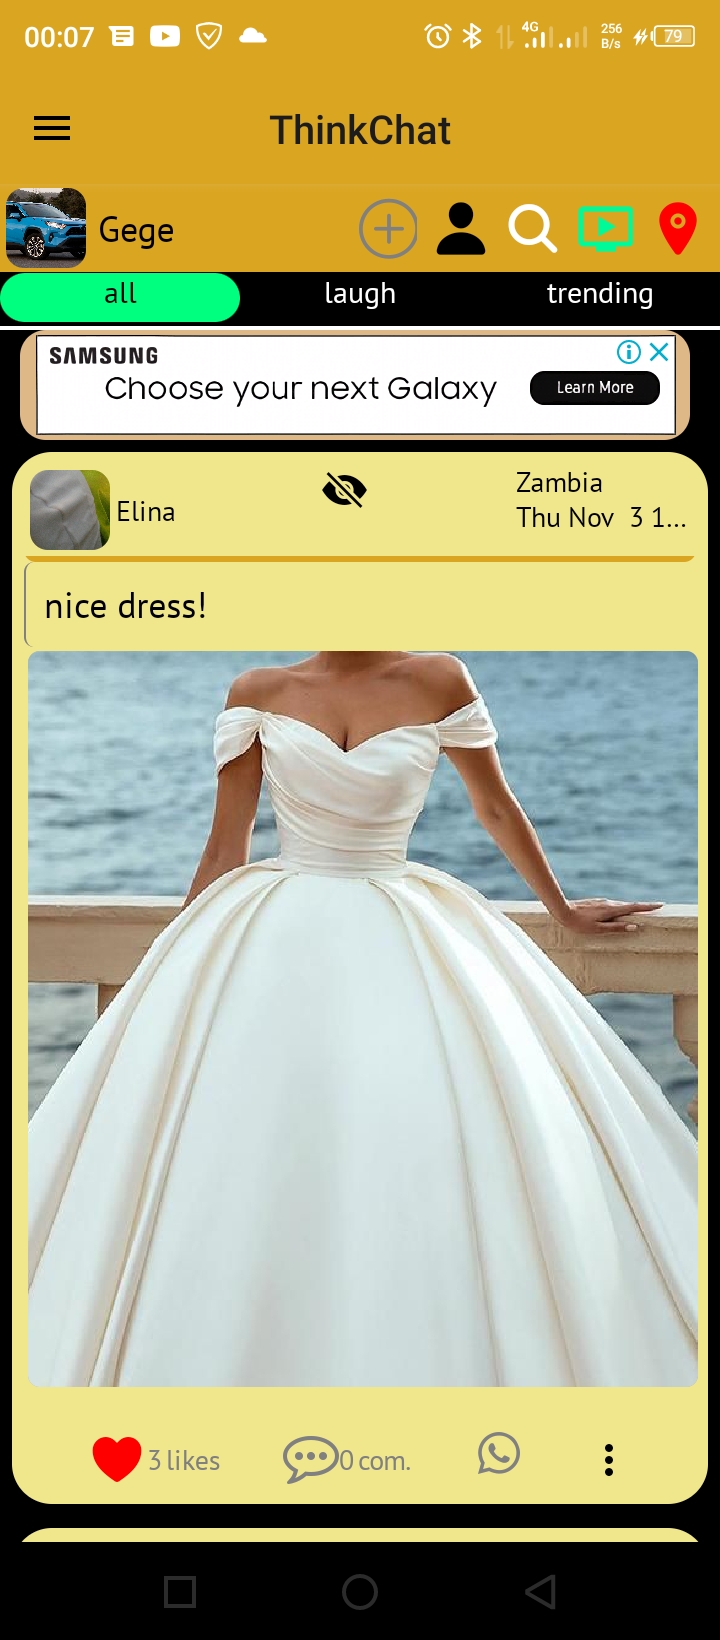 00:07
4G
256
B/s
79
ThinkChat
Gege
all
laugh
trending
SAMSUNG
Choose your next Galaxy
Learn More
Elina
Zambia
Thu Nov 3 1...
nice dress!
3 likes
0 com.